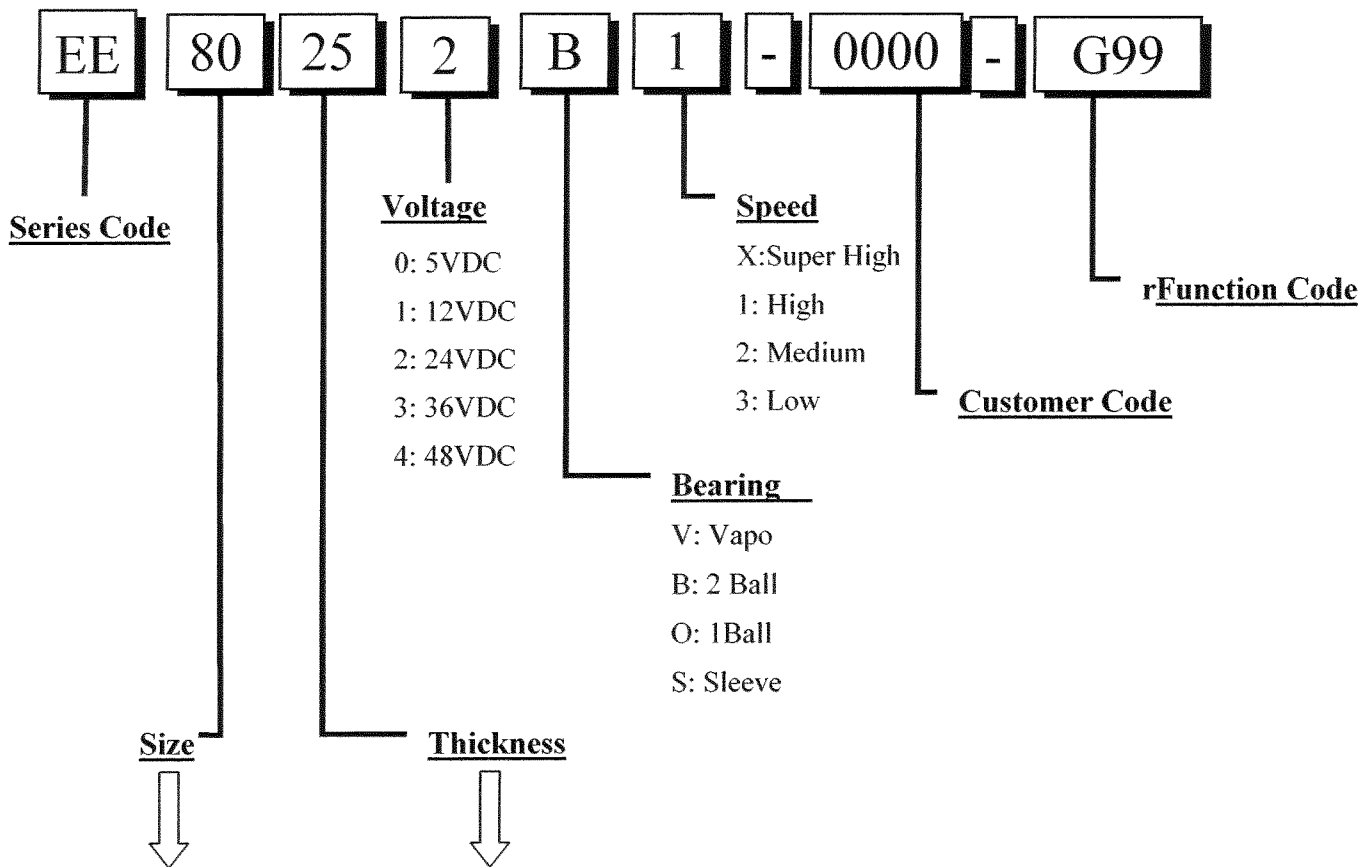 EE 80 25 2 B 1 - 0000 - G99
Series Code
Voltage
0: 5VDC
1: 12VDC
2: 24VDC
3: 36VDC
4: 48VDC
Speed
X:Super High
1: High
2: Medium
3: Low
rFunction Code
Customer Code
Bearing
V: Vapo
B: 2 Ball
O: 1Ball
S: Sleeve
Size
Thickness